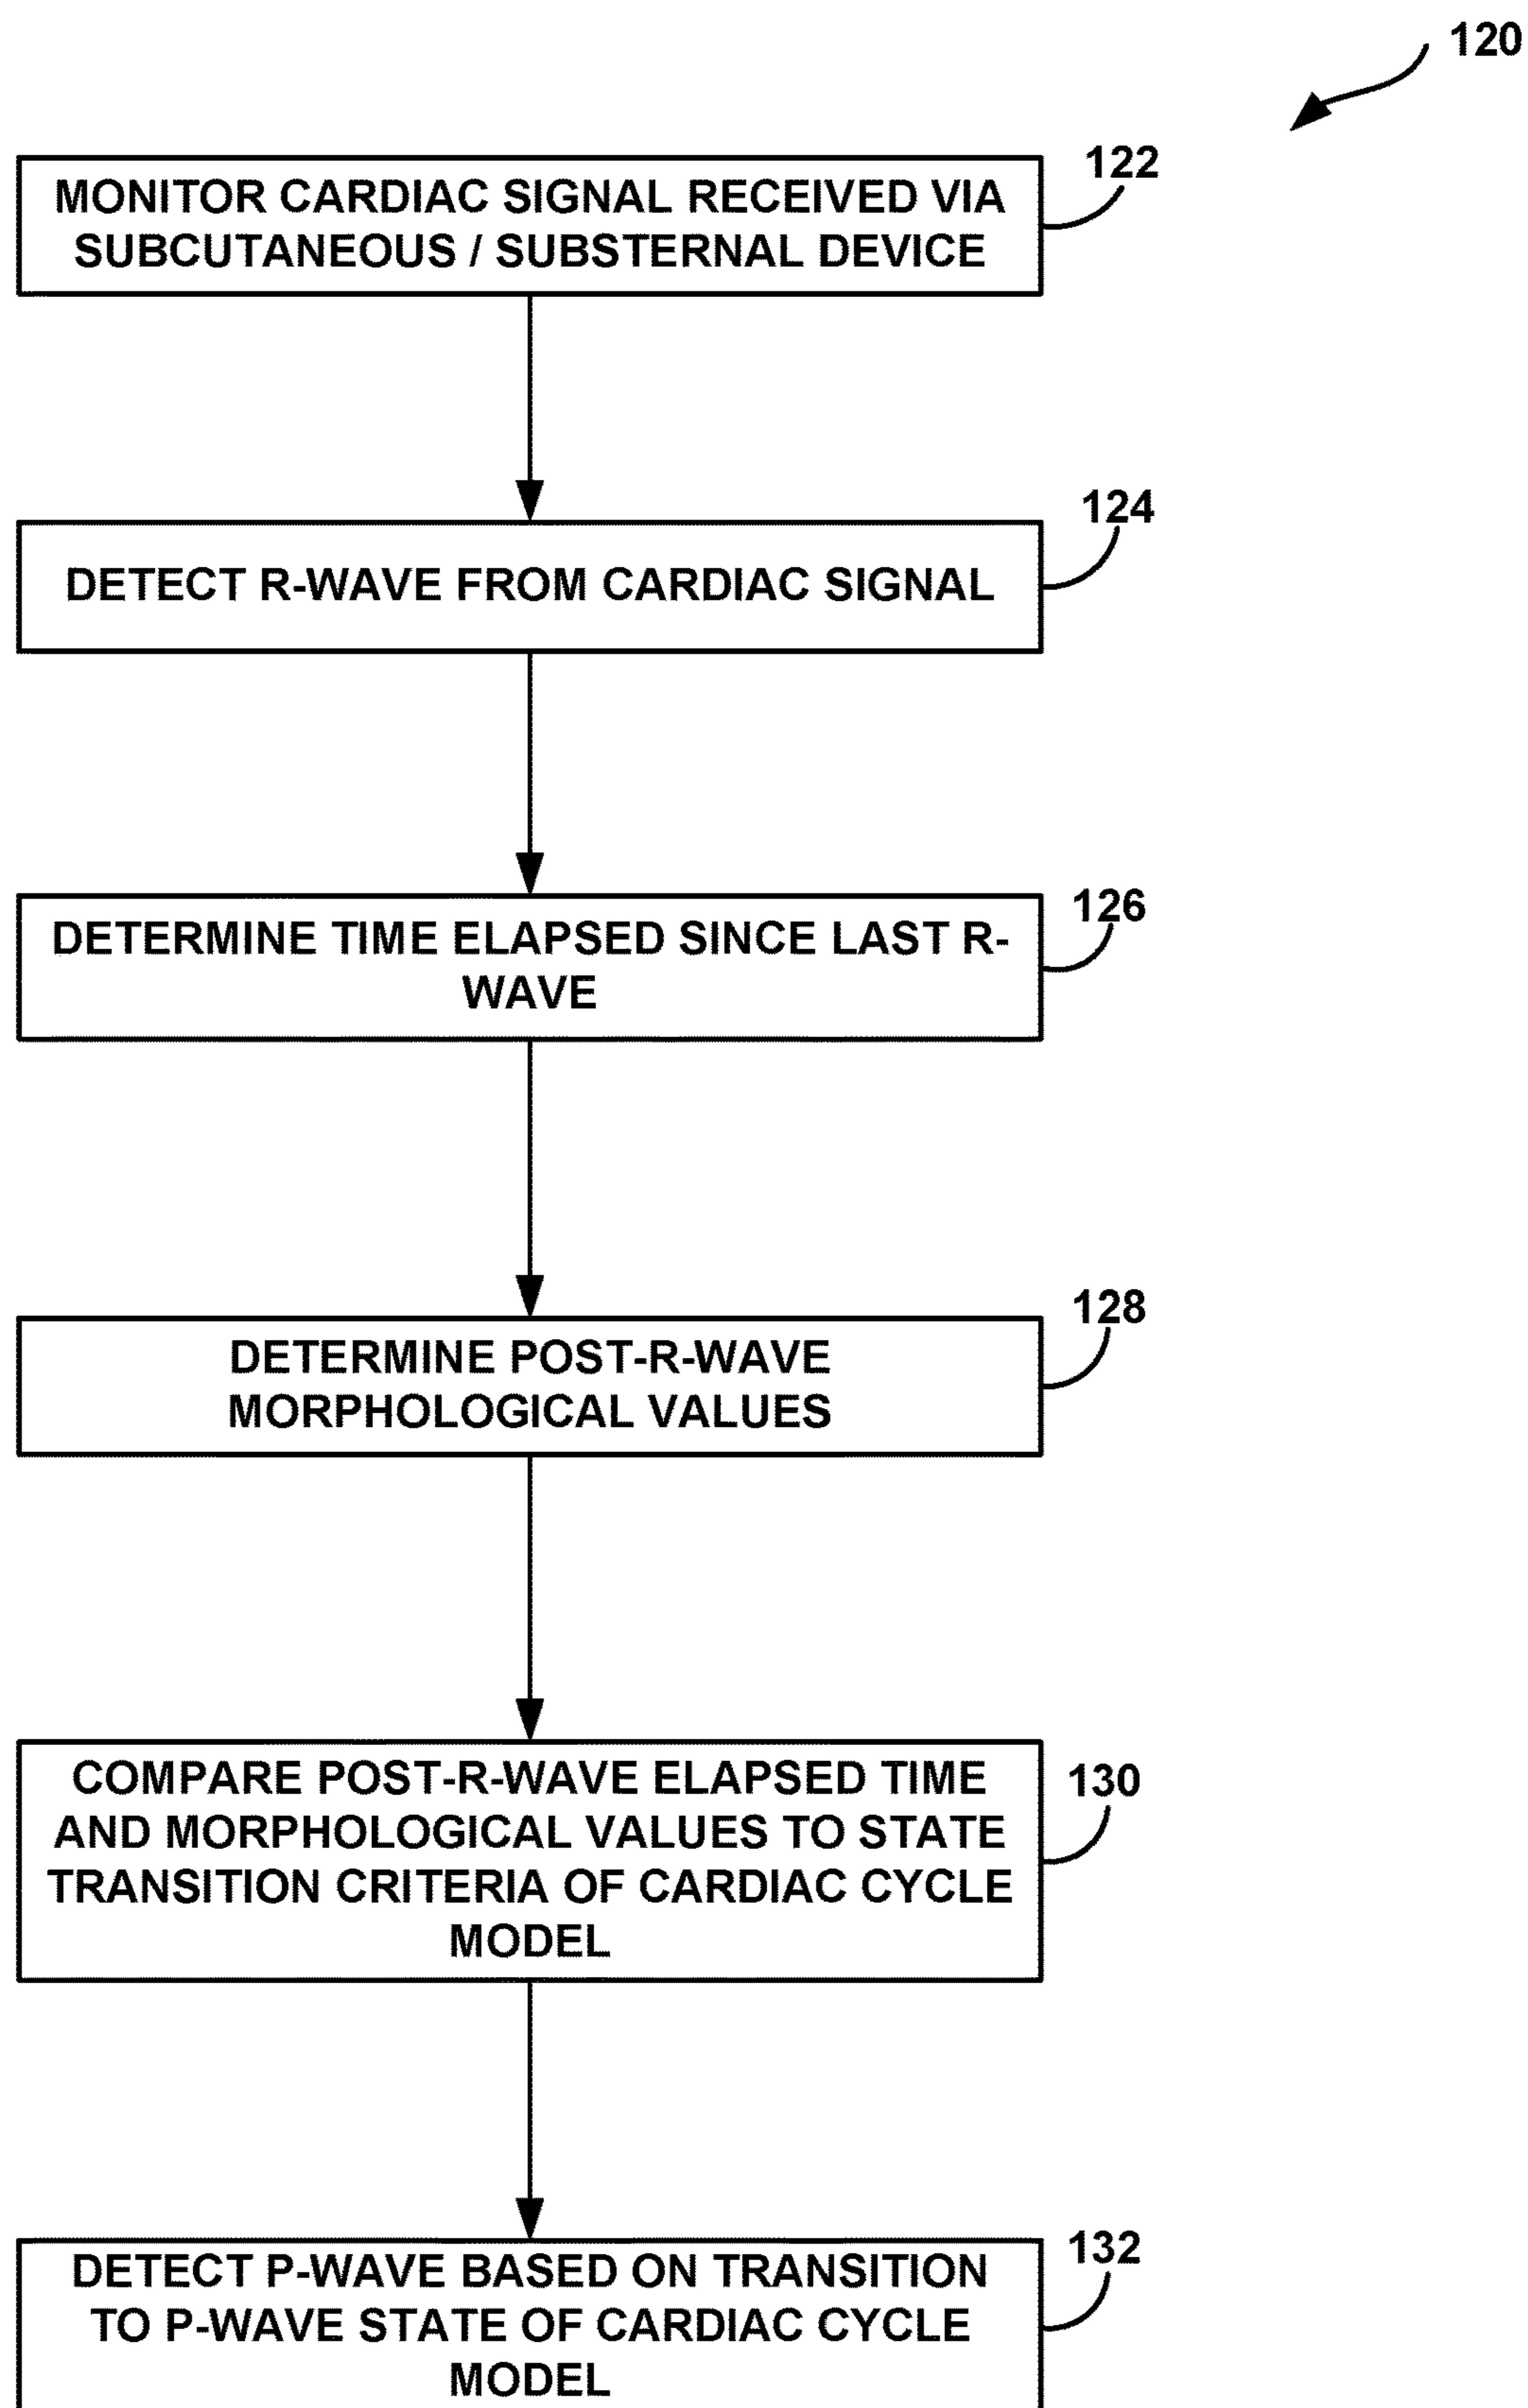 120
122
MONITOR CARDIAC SIGNAL RECEIVED VIA
SUBCUTANEOUS / SUBSTERNAL DEVICE
124
DETECT R-WAVE FROM CARDIAC SIGNAL
126
DETERMINE TIME ELAPSED SINCE LAST R-
WAVE
128
DETERMINE POST-R-WAVE
MORPHOLOGICAL VALUES
130
COMPARE POST-R-WAVE ELAPSED TIME
AND MORPHOLOGICAL VALUES TO STATE
TRANSITION CRITERIA OF CARDIAC CYCLE
MODEL
132
DETECT P-WAVE BASED ON TRANSITION
TO P-WAVE STATE OF CARDIAC CYCLE
MODEL